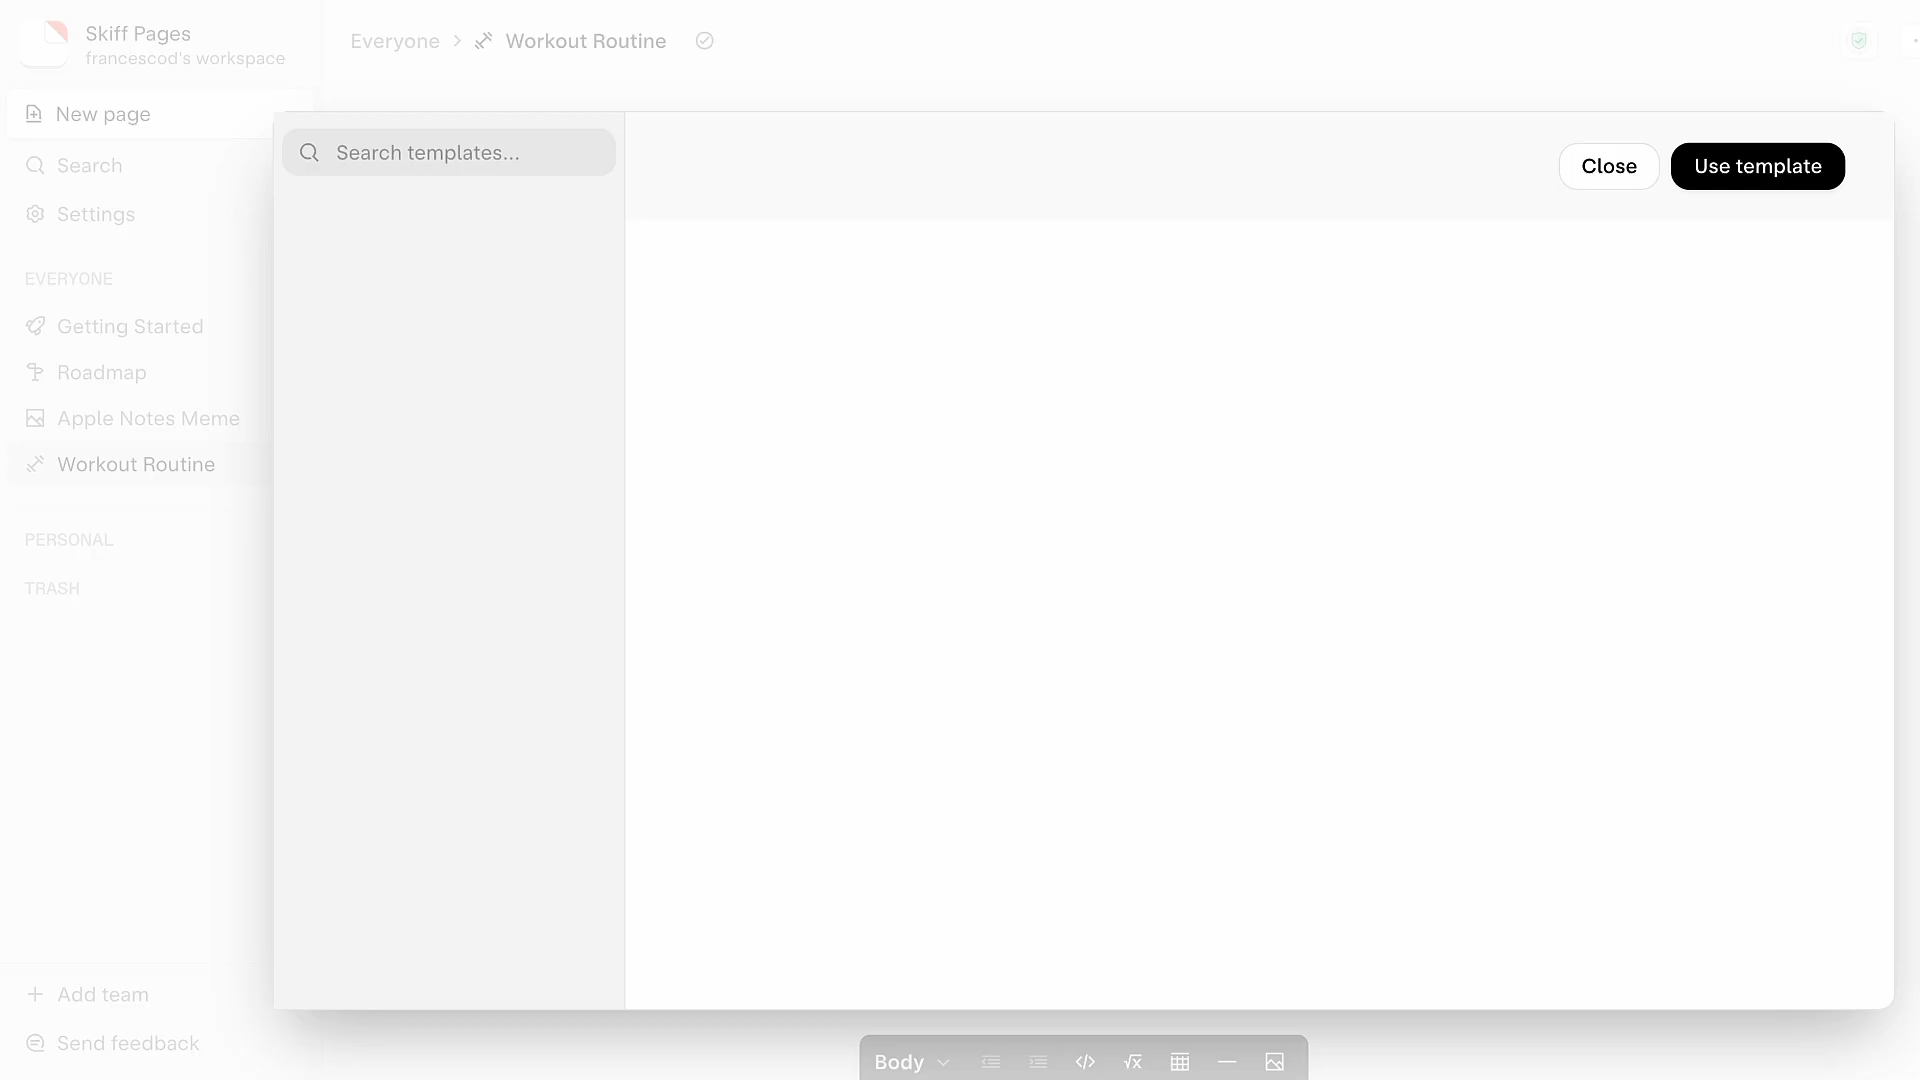 Skiff Pages
francescod's workspace
Everyone
Workout Routine
New page
Search
Settings
EVERYONE
Getting Started
Roadmap
Apple Notes Meme
Workout Routine
PERSONAL
TRASH
Add team
Send feedback
Search templates...
Close
Use template
Body